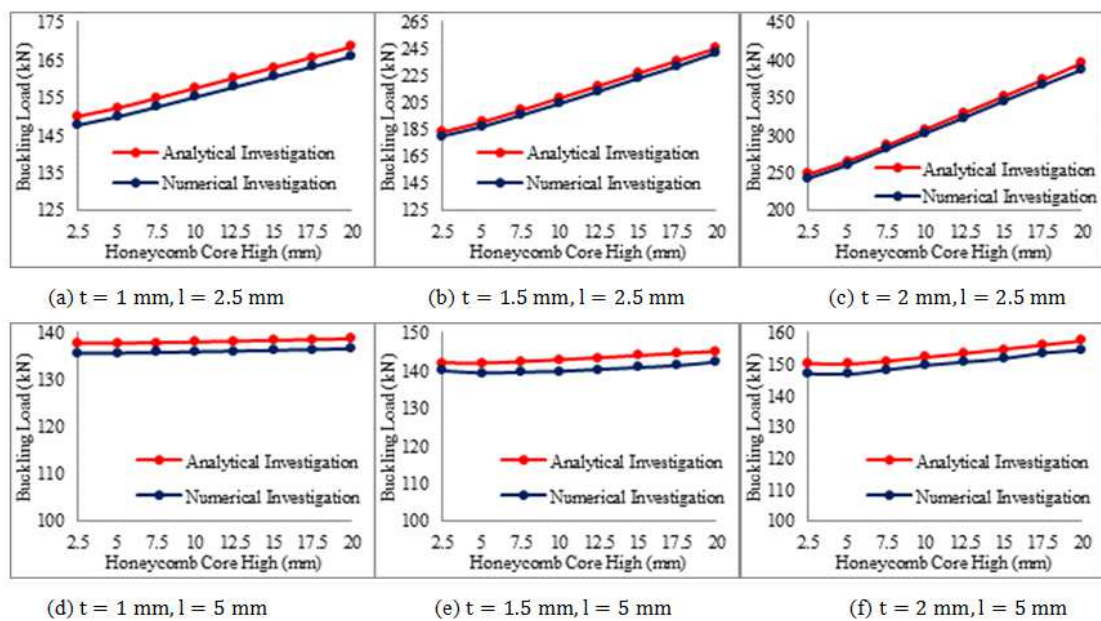 Buckling Load (kN)
175
165
155
145
135
125
Analytical Investigation
Numerical Investigation
2.5 5 7.5 10 12.5 15 17.5 20
Honeycomb Core High (mm)
(a) t = 1 mm, l = 2.5 mm
Buckling Load (kN)
265
245
225
205
185
165
145
125
Analytical Investigation
Numerical Investigation
2.5 5 7.5 10 12.5 15 17.5 20
Honeycomb Core High (mm)
(b) t = 1.5 mm, l = 2.5 mm
Buckling Load (kN)
400
350
300
250
200
Analytical Investigation
Numerical Investigation
2.5 5 7.5 10 12.5 15 17.5 20
Honeycomb Core High (mm)
(c) t = 2 mm, l = 2.5 mm
Buckling Load (kN)
140
130
120
110
100
Analytical Investigation
Numerical Investigation
2.5 5 7.5 10 12.5 15 17.5 20
Honeycomb Core High (mm)
(d) t = 1 mm, l = 5 mm
Buckling Load (kN)
150
140
130
120
110
100
Analytical Investigation
Numerical Investigation
2.5 5 7.5 10 12.5 15 17.5 20
Honeycomb Core High (mm)
(e) t = 1.5 mm, l = 5 mm
Buckling Load (kN)
160
150
140
130
120
110
100
Analytical Investigation
Numerical Investigation
2.5 5 7.5 10 12.5 15 17.5 20
Honeycomb Core High (mm)
(f) t = 2 mm, l = 5 mm